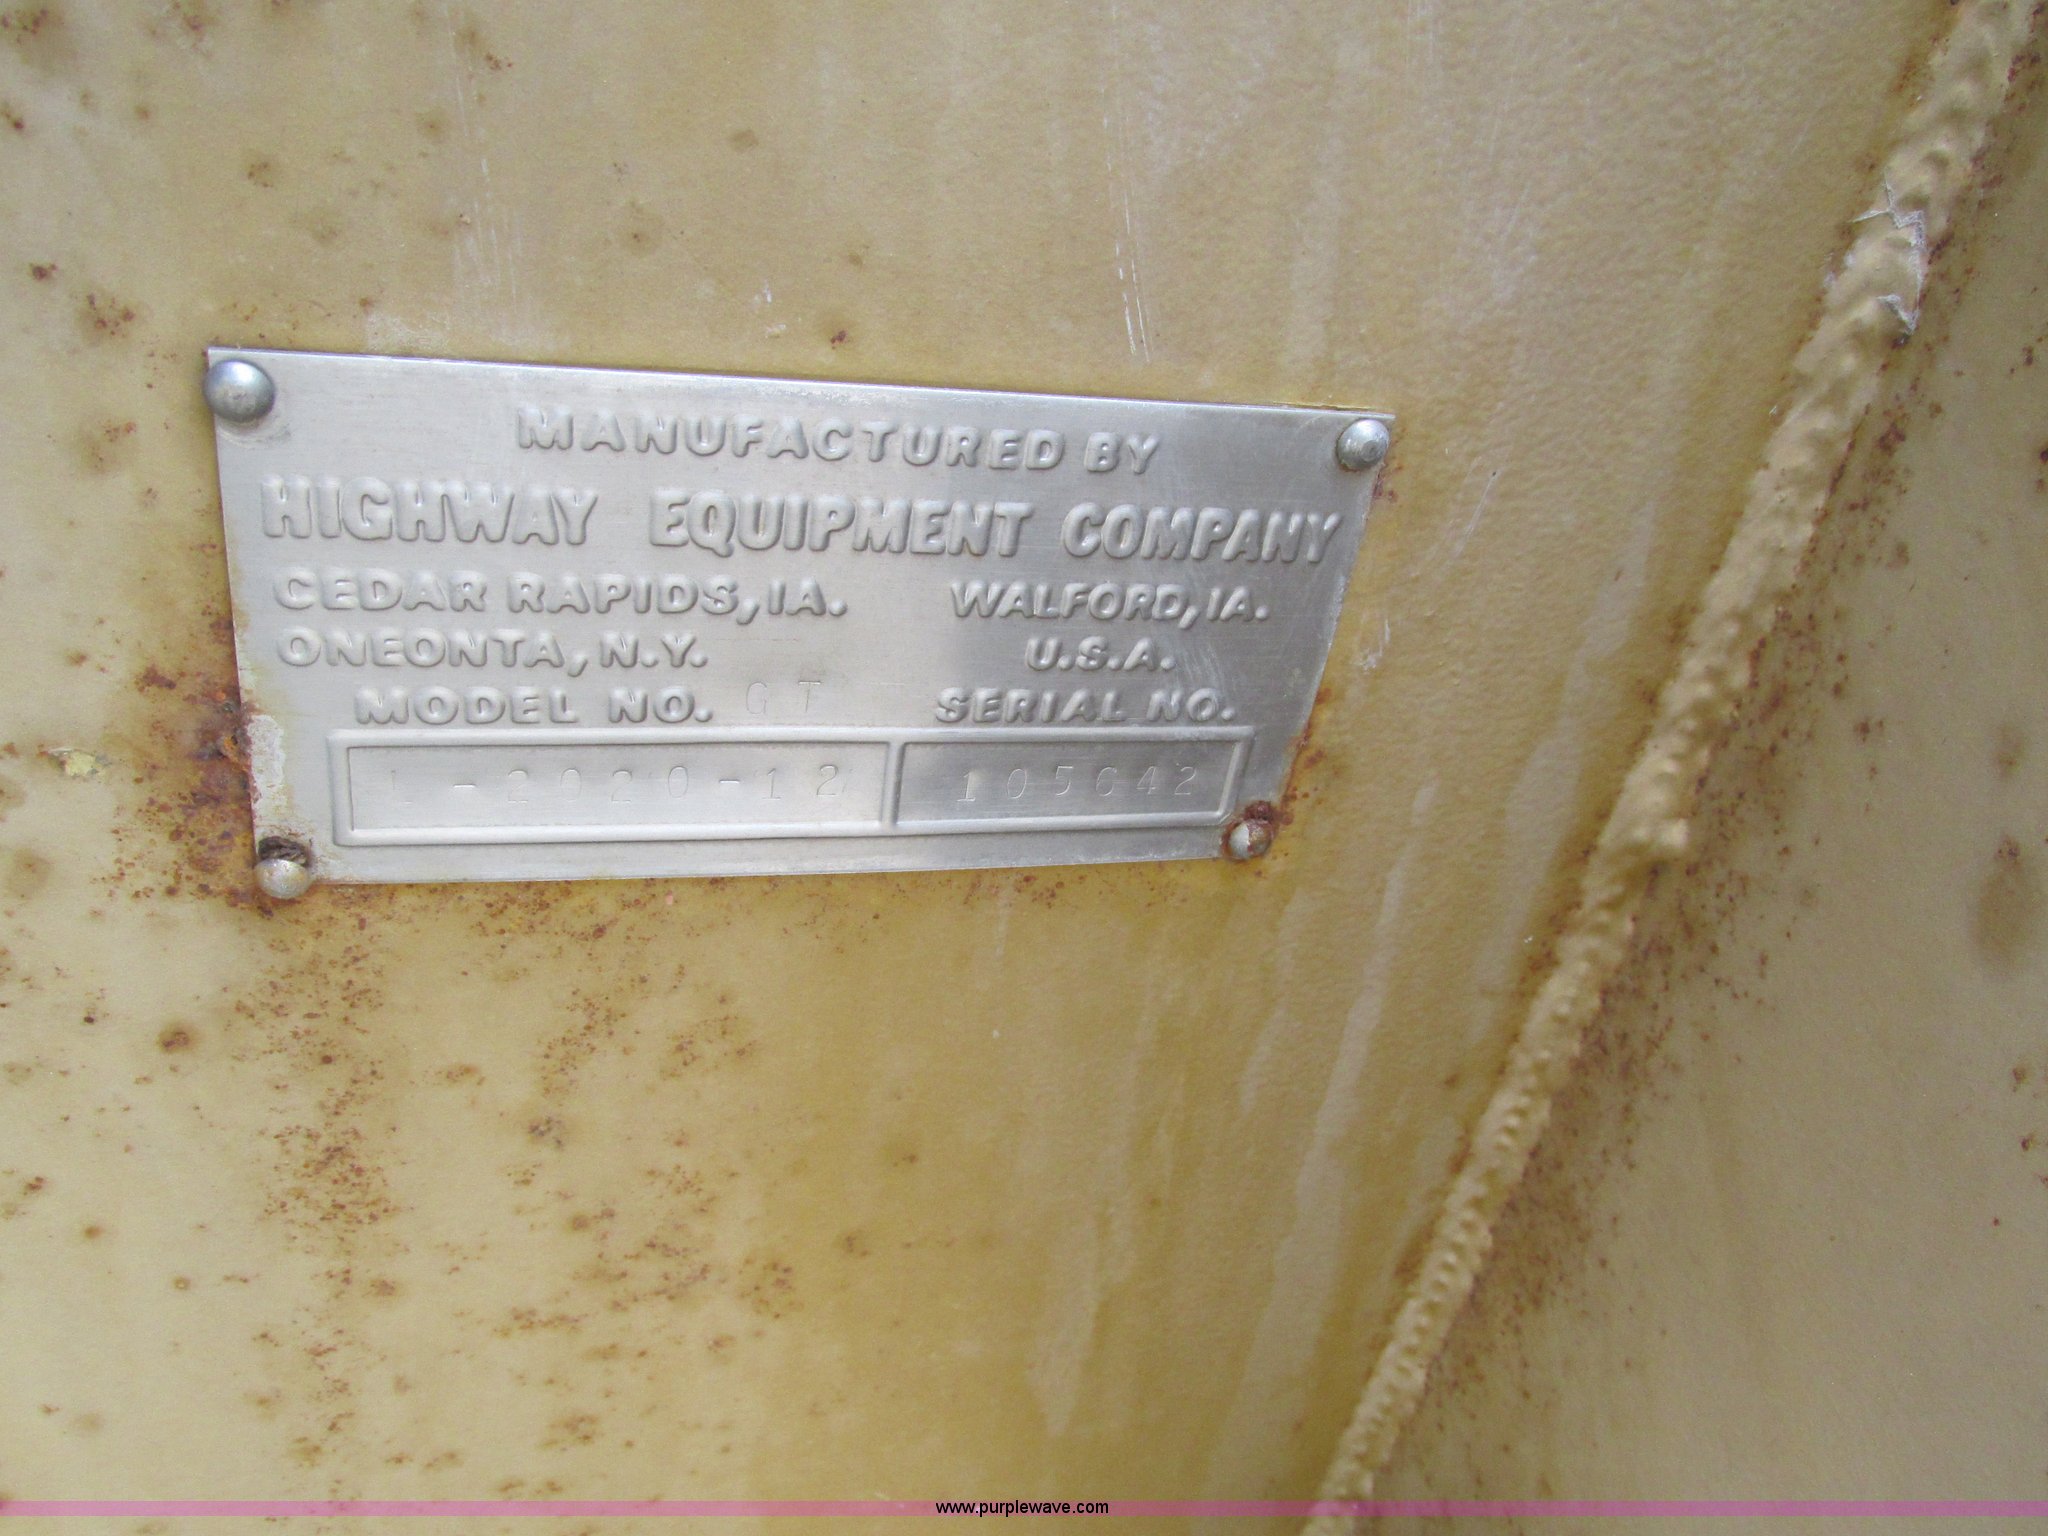 MANUFACTURED BY
HIGHWAY EQUIPMENT COMPANY
CEDAR RAPIDS, IA. WALFORD, IA.
ONEONTA, N.Y. U.S.A.
MODEL NO. GT SERIAL NO.
L-2020-12 105642
www.purplewave.com